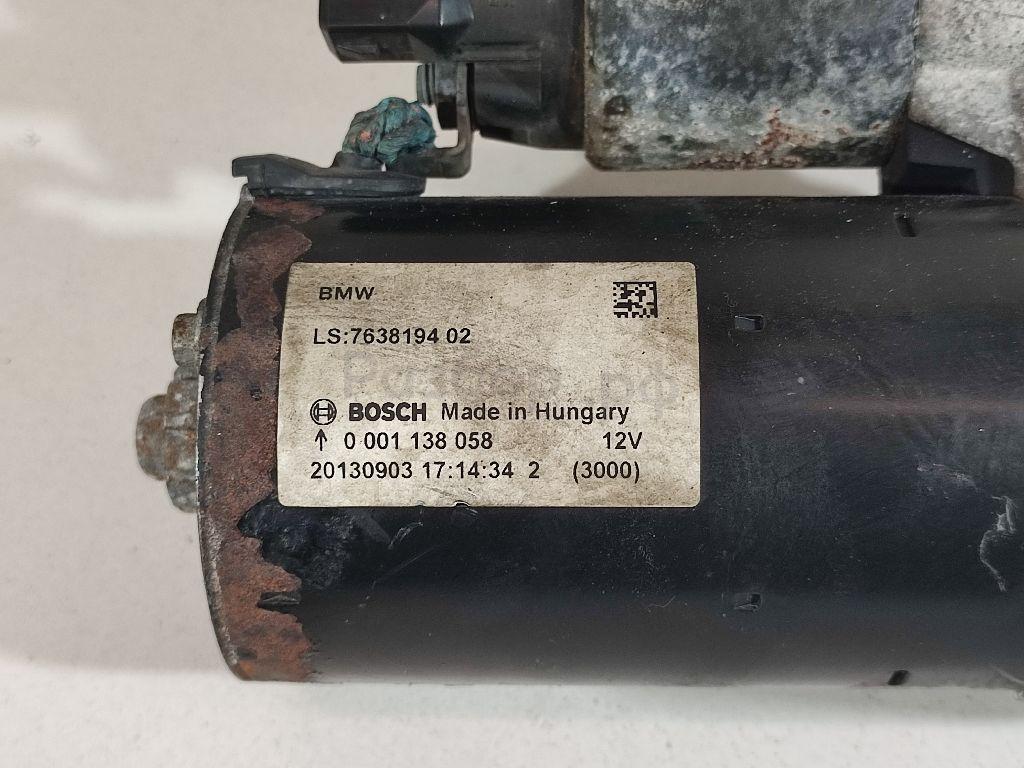 BMW
LS:7638194 02
BOSCH Made in Hungary
↑ 0 001 138 058 12V
20130903 17:14:34 2 (3000)